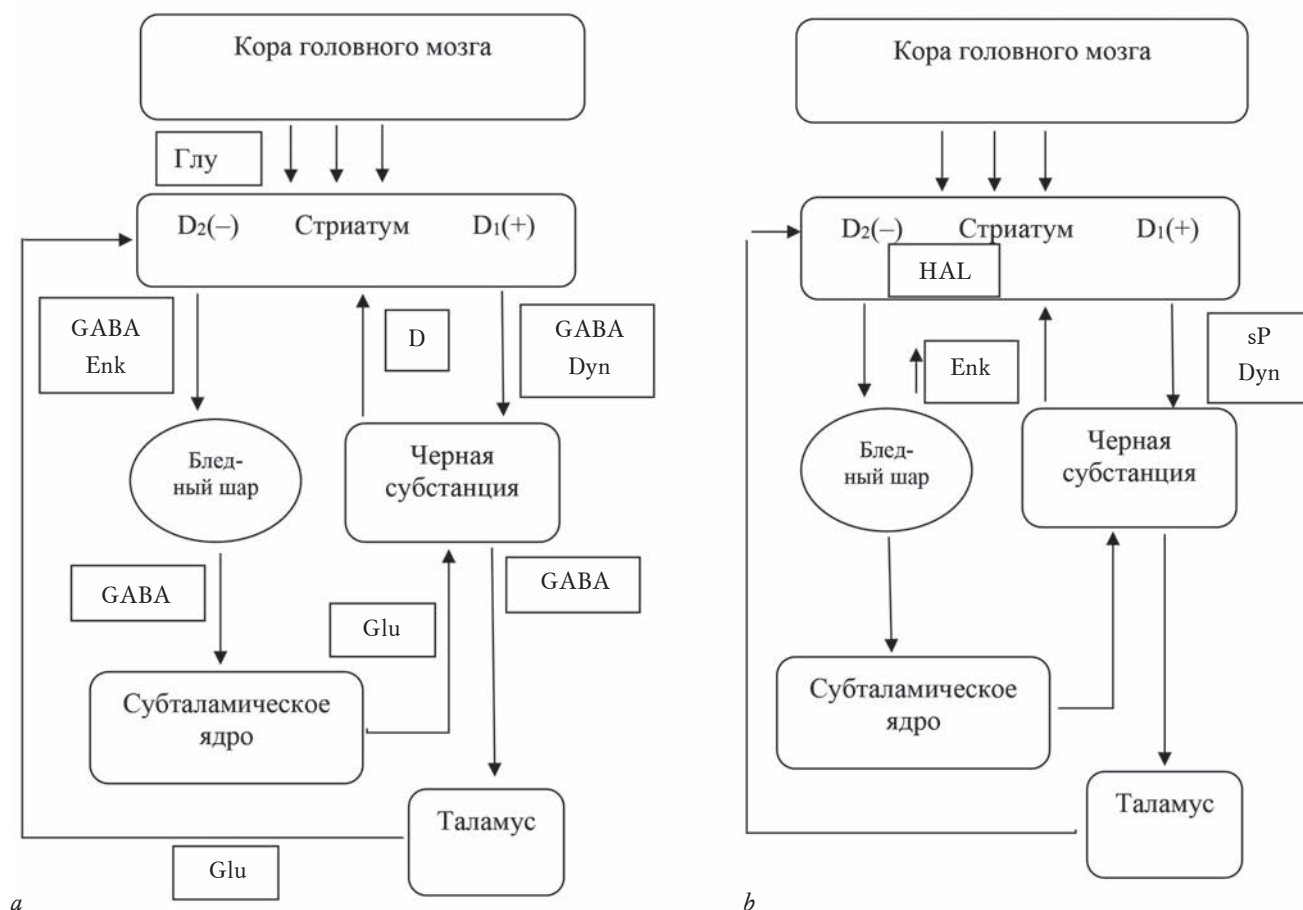 Кора головного мозга
Глу
D2(–) Стриатум D1(+)
GABA
Enk
D
GABA
Dyn
Блед-
ный шар
Черная
субстанция
GABA
Glu
GABA
Субталамическое
ядро
Таламус
Glu
a
Кора головного мозга
D2(–) Стриатум D1(+)
HAL
Enk
sP
Dyn
Блед-
ный шар
Черная
субстанция
Субталамическое
ядро
Таламус
b